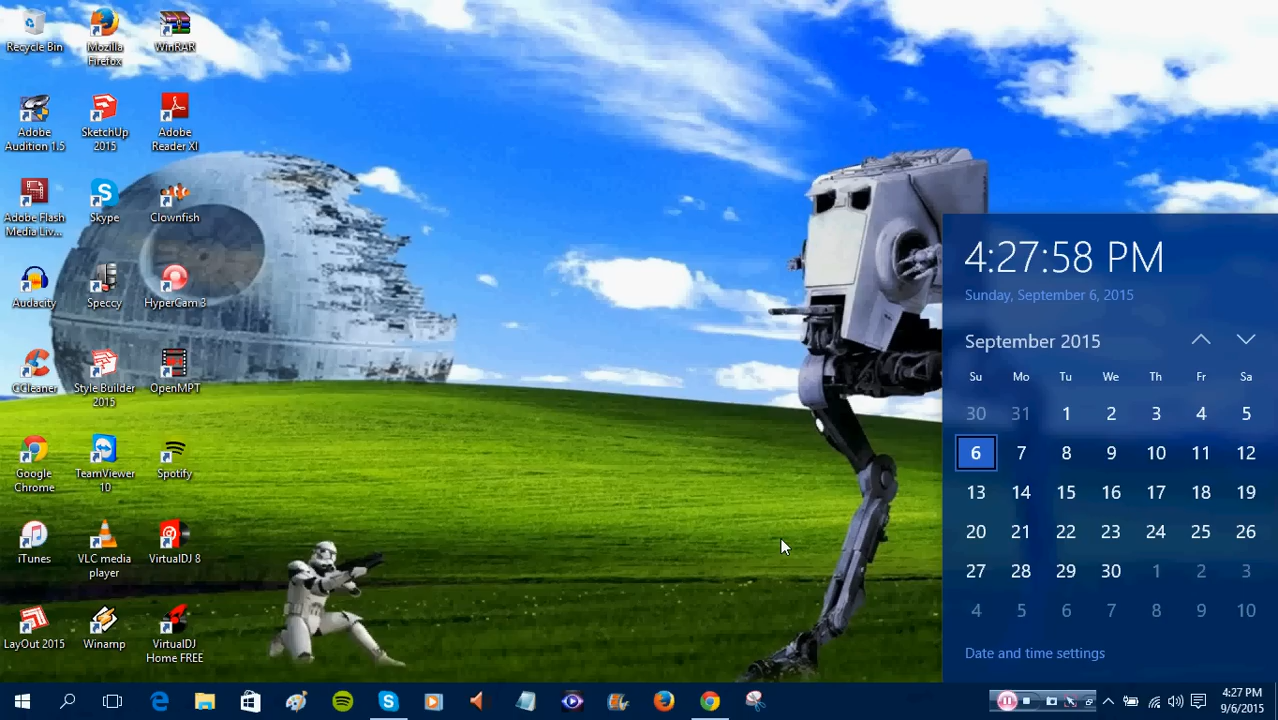 Recycle Bin
Mozilla
Firefox
WinRAR
Adobe
Audition 1.5
SketchUp
2015
Adobe
Reader XI
Adobe Flash
Media Liv...
Skype
Clownfish
Audacity
Speccy
HyperCam 3
CCleaner
Style Builder
2015
OpenMPT
Google
Chrome
TeamViewer
10
Spotify
iTunes
VLC media
player
VirtualDJ 8
LayOut 2015
Winamp
VirtualDJ
Home FREE
4:27:58 PM
Sunday, September 6, 2015
September 2015
Su Mo Tu We Th Fr Sa
30 31 1 2 3 4 5
6 7 8 9 10 11 12
13 14 15 16 17 18 19
20 21 22 23 24 25 26
27 28 29 30 1 2 3
4 5 6 7 8 9 10
Date and time settings
4:27 PM
9/6/2015